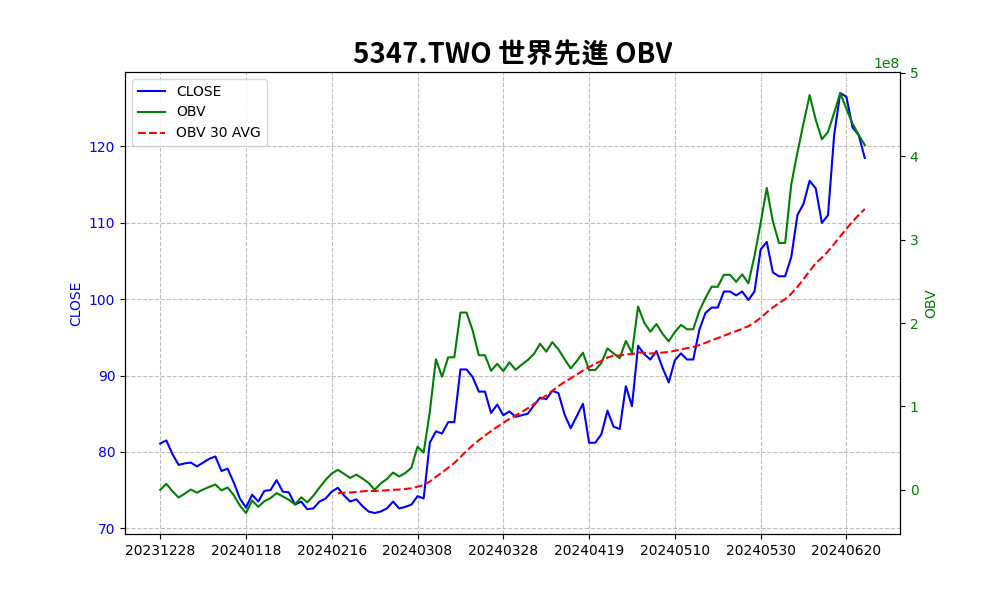 5347.TWO 世界先進 OBV
1e8
CLOSE
OBV
OBV 30 AVG
CLOSE
120
110
100
90
80
70
5
4
3
2
1
0
OBV
20231228 20240118 20240216 20240308 20240328 20240419 20240510 20240530 20240620